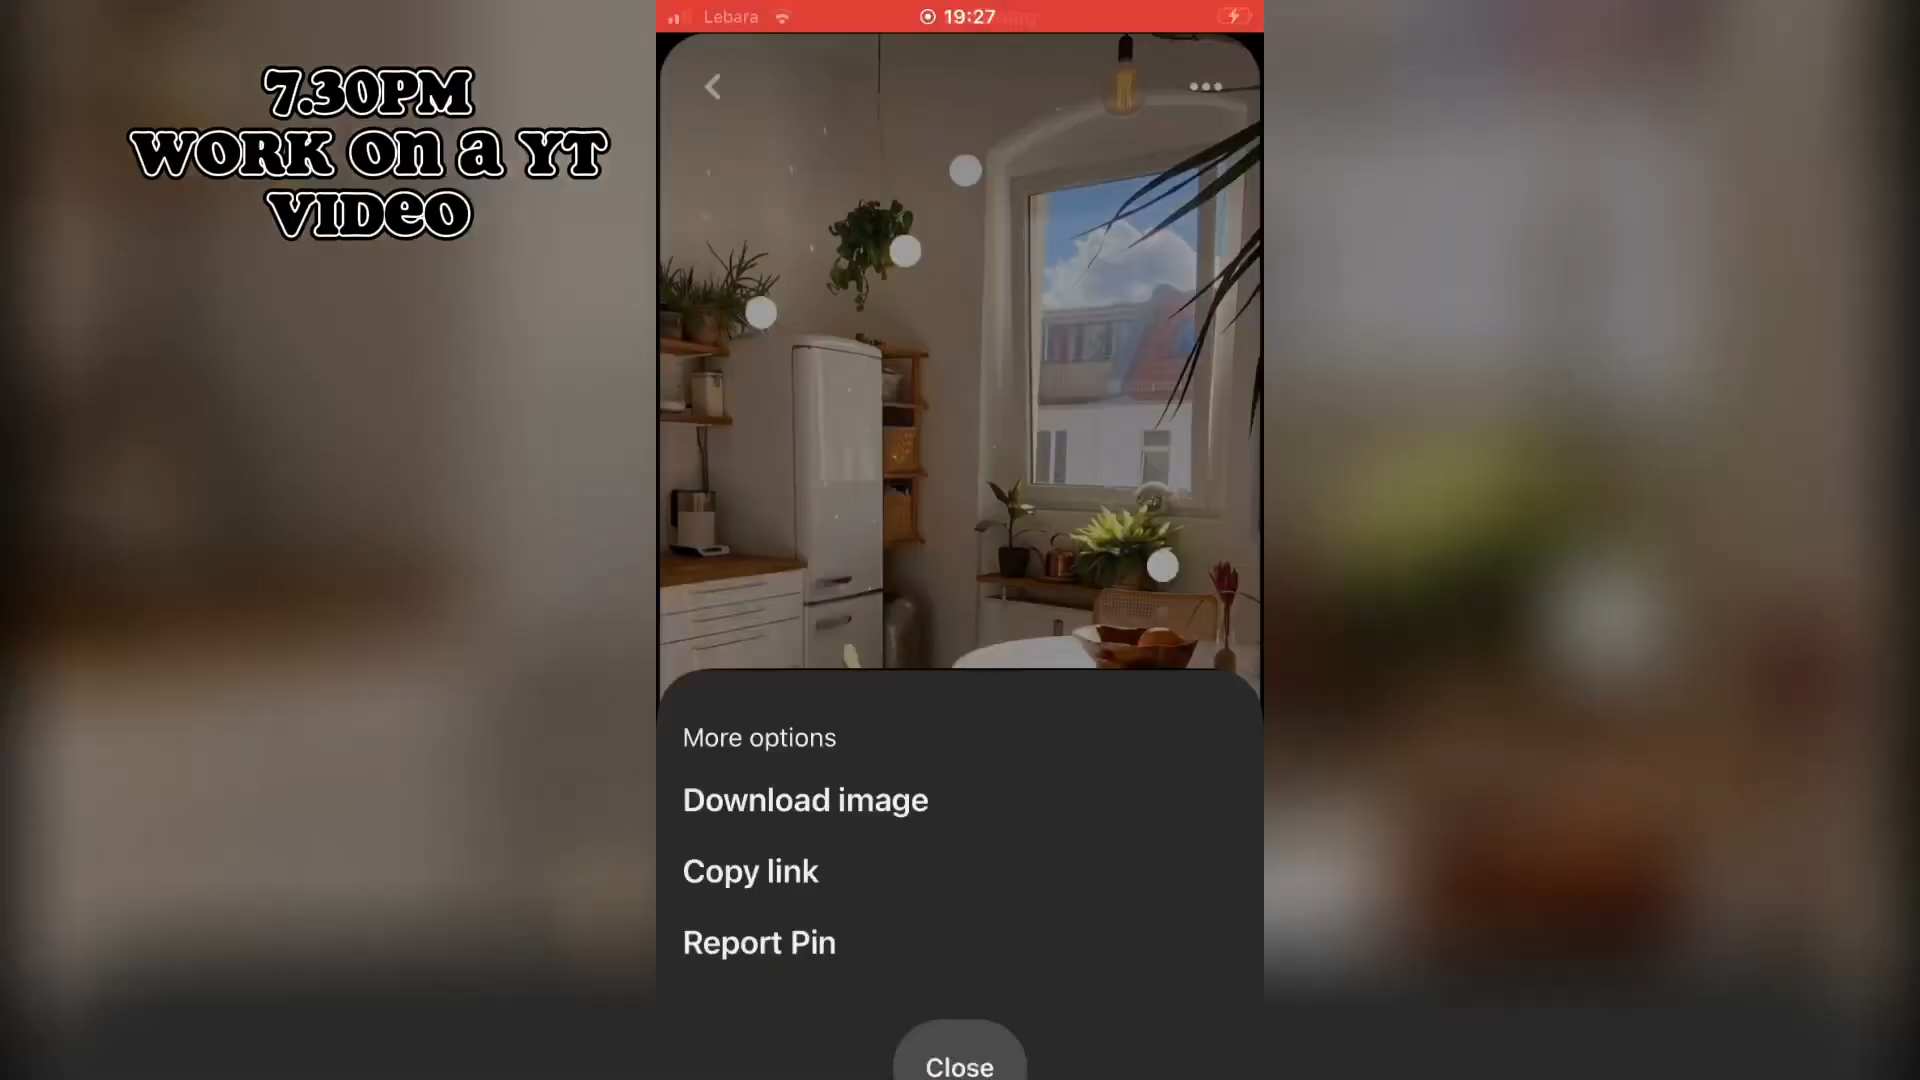 7.30PM
WORK on a YT
VIDeO
Lebara
19:27
More options
Download image
Copy link
Report Pin
Close